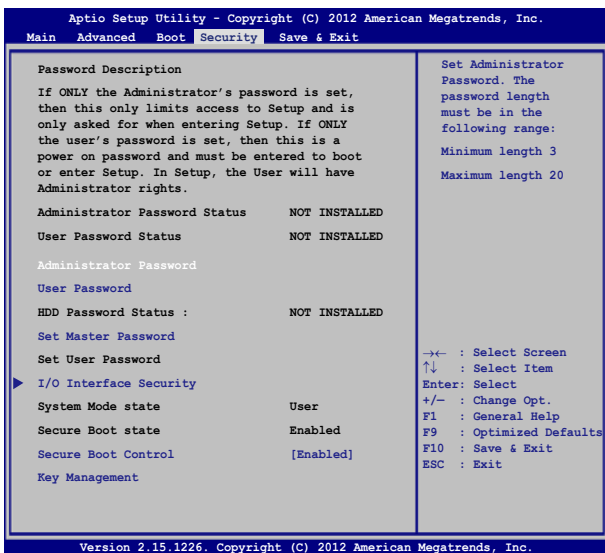 Aptio Setup Utility - Copyright (C) 2012 American Megatrends, Inc.
Main Advanced Boot Security Save & Exit
Password Description
If ONLY the Administrator's password is set,
then this only limits access to Setup and is
only asked for when entering Setup. If ONLY
the user's password is set, then this is a
power on password and must be entered to boot
or enter Setup. In Setup, the User will have
Administrator rights.
Administrator Password Status NOT INSTALLED
User Password Status NOT INSTALLED
Administrator Password
User Password
HDD Password Status : NOT INSTALLED
Set Master Password
Set User Password
I/O Interface Security
System Mode state User
Secure Boot state Enabled
Secure Boot Control [Enabled]
Key Management
Set Administrator
Password. The
password length
must be in the
following range:
Minimum length 3
Maximum length 20
→← : Select Screen
↑↓ : Select Item
Enter: Select
+/— : Change Opt.
F1 : General Help
F9 : Optimized Defaults
F10 : Save & Exit
ESC : Exit
Version 2.15.1226. Copyright (C) 2012 American Megatrends, Inc.